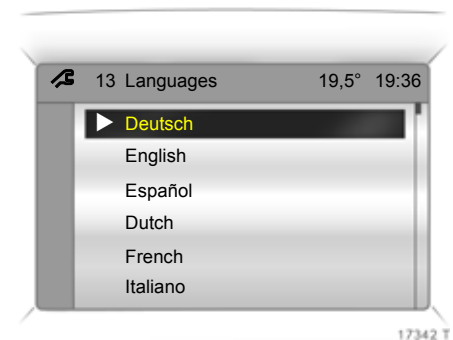 13 Languages 19,5° 19:36
Deutsch
English
Español
Dutch
French
Italiano
17342 T